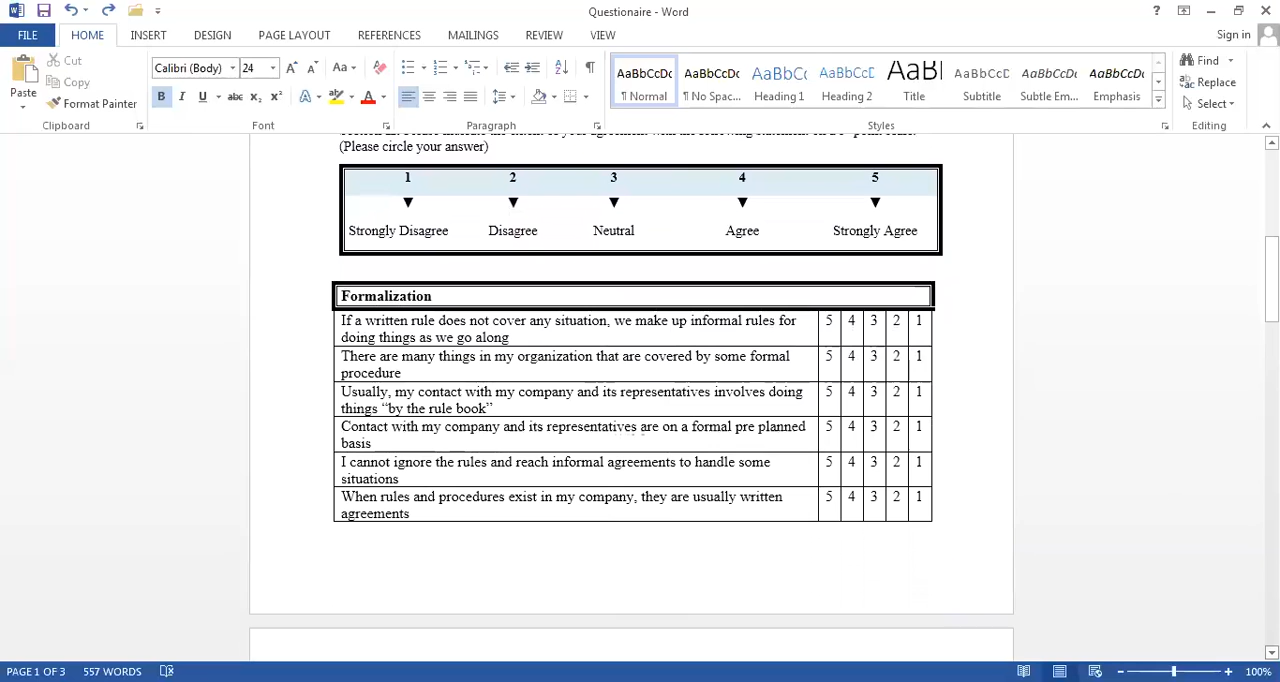 Questionaire - Word
?
FILE HOME INSERT DESIGN PAGE LAYOUT REFERENCES MAILINGS REVIEW VIEW Sign in
Paste
Cut
Copy
Format Painter
Clipboard
Calibri (Body) 24
Font
Paragraph
AaBbCcDc AaBbCcDc AaBbCc AaBbCcD AaBI AaBbCcD AaBbCcDc AaBbCcDc
¶ Normal ¶ No Spac... Heading 1 Heading 2 Title Subtitle Subtle Em... Emphasis
Styles
Find
Replace
Select
Editing
(Please circle your answer)
1 2 3 4 5
Strongly Disagree Disagree Neutral Agree Strongly Agree
Formalization
If a written rule does not cover any situation, we make up informal rules for 5 4 3 2 1
doing things as we go along
There are many things in my organization that are covered by some formal 5 4 3 2 1
procedure
Usually, my contact with my company and its representatives involves doing 5 4 3 2 1
things “by the rule book”
Contact with my company and its representatives are on a formal pre planned 5 4 3 2 1
basis
I cannot ignore the rules and reach informal agreements to handle some 5 4 3 2 1
situations
When rules and procedures exist in my company, they are usually written 5 4 3 2 1
agreements
PAGE 1 OF 3 557 WORDS 100%